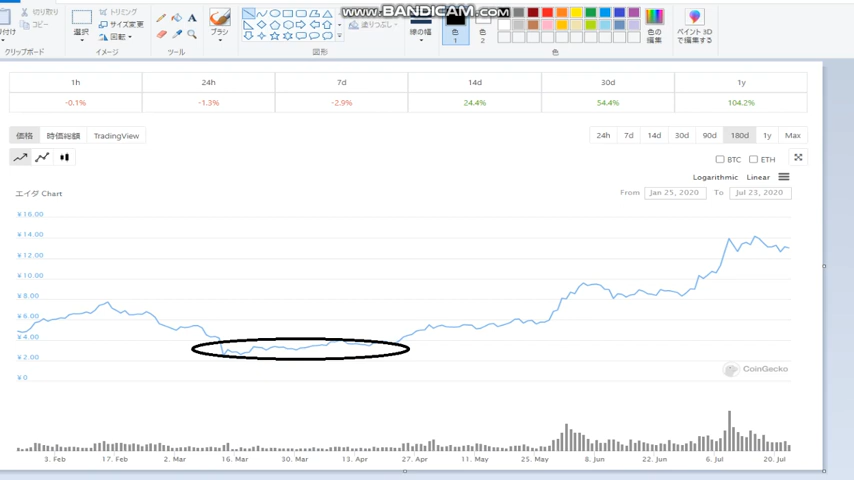 切り取り
トリミング
WWW.BANDICAM.COM
り付け
コピー
選択
サイズ変更
回転
A
ブラシ
塗りつぶし
線の幅
色
1
色
2
色の
編集
ペイント 3D
で編集する
クリップボード
イメージ
ツール
図形
色
1h 24h 7d 14d 30d 1y
-0.1% -1.3% -2.9% 24.4% 54.4% 104.2%
価格 時価総額 TradingView 24h 7d 14d 30d 90d 180d 1y Max
BTC ETH
Logarithmic Linear
From Jan 25, 2020 To Jul 23, 2020
エイダ Chart
¥16.00
¥14.00
¥12.00
¥10.00
¥8.00
¥6.00
¥4.00
¥2.00
¥0
CoinGecko
3. Feb 17. Feb 2. Mar 16. Mar 30. Mar 13. Apr 27. Apr 11. May 25. May 8. Jun 22. Jun 6. Jul 20. Jul